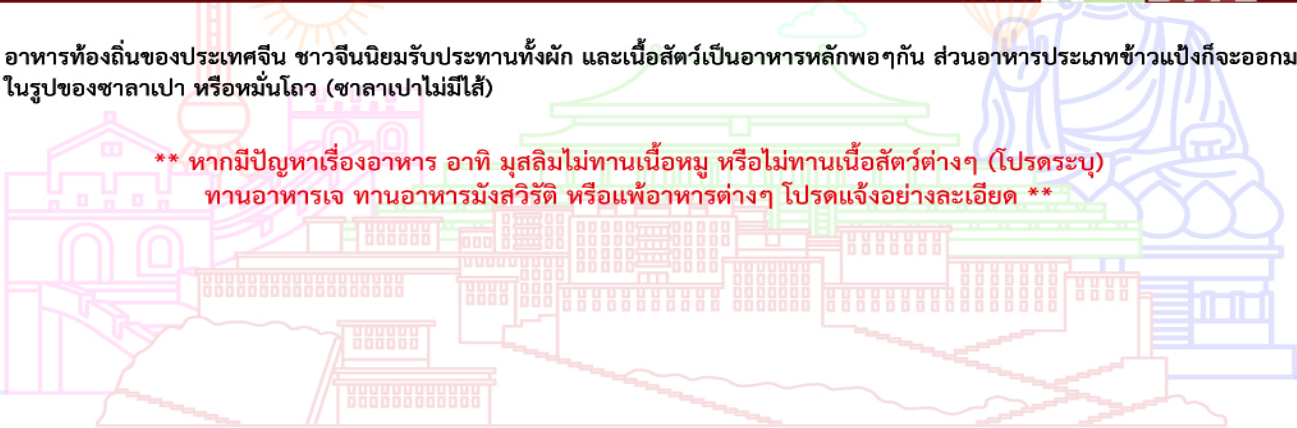 อาหารท้องถิ่นของประเทศจีน ชาวจีนนิยมรับประทานทั้งผัก และเนื้อสัตว์เป็นอาหารหลักพอๆกัน ส่วนอาหารประเภทข้าวแป้งก็จะออกม
ในรูปของซาลาเปา หรือหมั่นโถว (ซาลาเปาไม่มีไส้)
** หากมีปัญหาเรื่องอาหาร อาทิ มุสลิมไม่ทานเนื้อหมู หรือไม่ทานเนื้อสัตว์ต่างๆ (โปรดระบุ)
ทานอาหารเจ ทานอาหารมังสวิรัติ หรือแพ้อาหารต่างๆ โปรดแจ้งอย่างละเอียด **